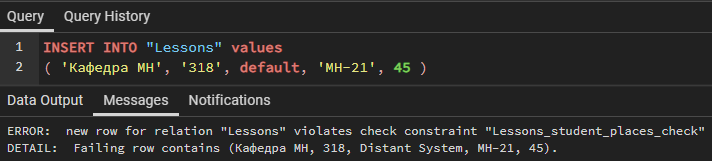 Query Query History
1 INSERT INTO "Lessons" values
2 ( 'Кафедра МН', '318', default, 'МН-21', 45 )
Data Output Messages Notifications
ERROR:  new row for relation "Lessons" violates check constraint "Lessons_student_places_check"
DETAIL:  Failing row contains (Кафедра МН, 318, Distant System, МН-21, 45).